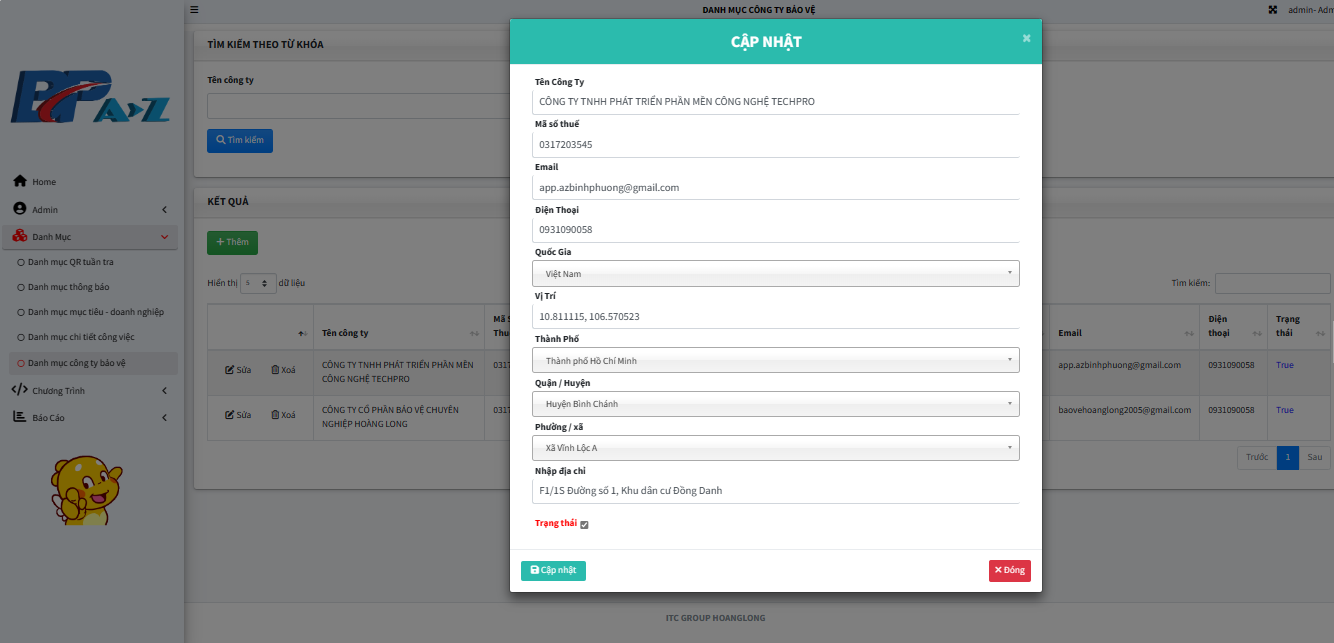 DANH MỤC CÔNG TY BẢO VỆ
admin- Adm
BP A>Z
Home
Admin
Danh Mục
Danh mục QR tuần tra
Danh mục thông báo
Danh mục mục tiêu - doanh nghiệp
Danh mục chi tiết công việc
Danh mục công ty bảo vệ
Chương Trình
Báo Cáo
TÌM KIẾM THEO TỪ KHÓA
Tên công ty
Tìm kiếm
KẾT QUẢ
+ Thêm
Hiển thị 5 dữ liệu
Tìm kiếm:
Tên công ty
Mã S
Thu
Email
Điện thoại
Trạng thái
Sửa Xoá
CÔNG TY TNHH PHÁT TRIỂN PHẦN MỀN
CÔNG NGHỆ TECHPRO
0317
app.azbinhphuong@gmail.com
0931090058
True
Sửa Xoá
CÔNG TY CỔ PHẦN BẢO VỆ CHUYÊN
NGHIỆP HOÀNG LONG
0317
baovehoanglong2005@gmail.com
0931090058
True
Trước 1 Sau
CẬP NHẬT
×
Tên Công Ty
CÔNG TY TNHH PHÁT TRIỂN PHẦN MỀN CÔNG NGHỆ TECHPRO
Mã số thuế
0317203545
Email
app.azbinhphuong@gmail.com
Điện Thoại
0931090058
Quốc Gia
Việt Nam
Vị Trí
10.811115, 106.570523
Thành Phố
Thành phố Hồ Chí Minh
Quận / Huyện
Huyện Bình Chánh
Phường / xã
Xã Vĩnh Lộc A
Nhập địa chỉ
F1/1S Đường số 1, Khu dân cư Đồng Danh
Trạng thái
Cập nhật
× Đóng
ITC GROUP HOANGLONG